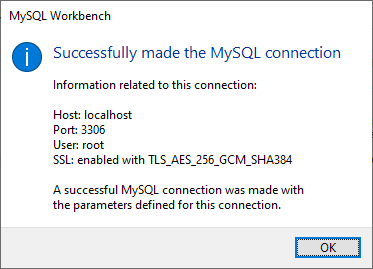 MySQL Workbench
Successfully made the MySQL connection
Information related to this connection:
Host: localhost
Port: 3306
User: root
SSL: enabled with TLS_AES_256_GCM_SHA384
A successful MySQL connection was made with
the parameters defined for this connection.
OK